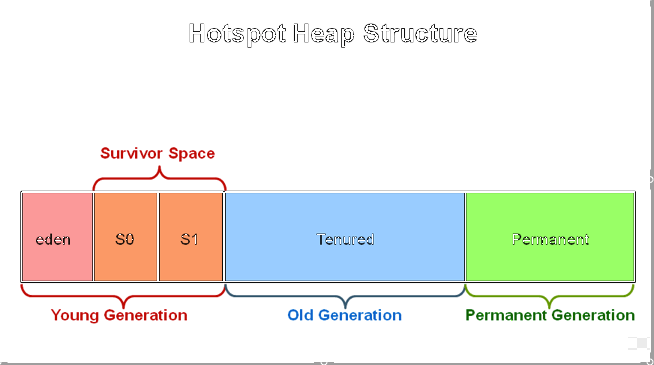 Hotspot Heap Structure
Survivor Space
eden S0 S1 Tenured Permanent
Young Generation Old Generation Permanent Generation